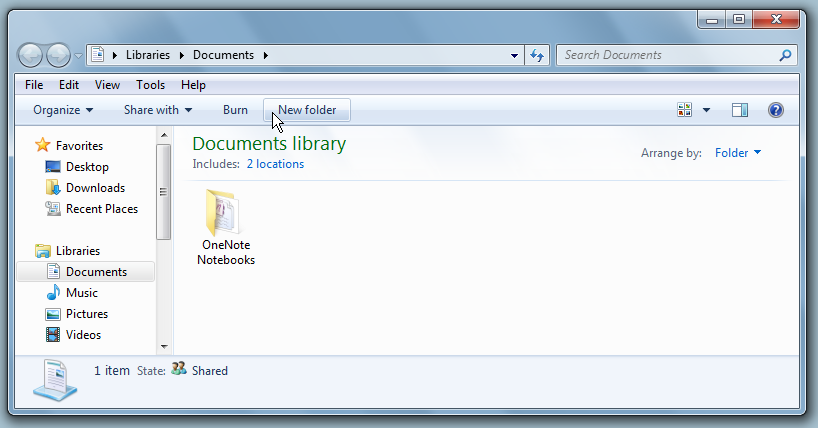 Libraries Documents
Search Documents
File Edit View Tools Help
Organize Share with Burn New folder
Favorites
Desktop
Downloads
Recent Places
Libraries
Documents
Music
Pictures
Videos
Documents library
Includes: 2 locations
Arrange by: Folder
OneNote
Notebooks
1 item State: Shared